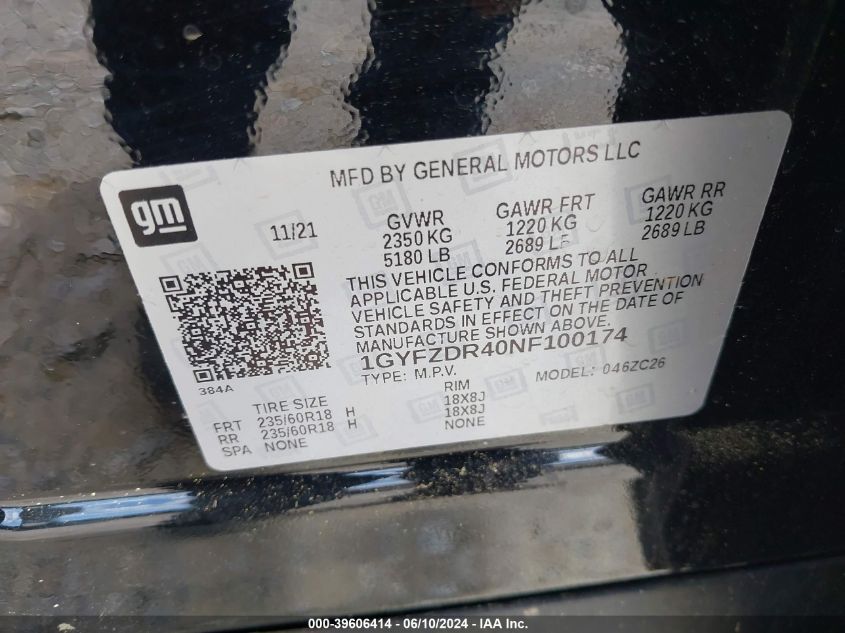 MFD BY GENERAL MOTORS LLC
gm
11/21
GVWR
2350 KG
5180 LB
GAWR FRT
1220 KG
2689 LB
GAWR RR
1220 KG
2689 LB
THIS VEHICLE CONFORMS TO ALL
APPLICABLE U.S. FEDERAL MOTOR
VEHICLE SAFETY AND THEFT PREVENTION
STANDARDS IN EFFECT ON THE DATE OF
MANUFACTURE SHOWN ABOVE.
1GYFZDR40NF100174
TYPE: M.P.V. MODEL: 046ZC26
384A
TIRE SIZE RIM
FRT 235/60R18 H 18X8J
RR 235/60R18 H 18X8J
SPA NONE NONE
000-39606414 - 06/10/2024 - IAA Inc.